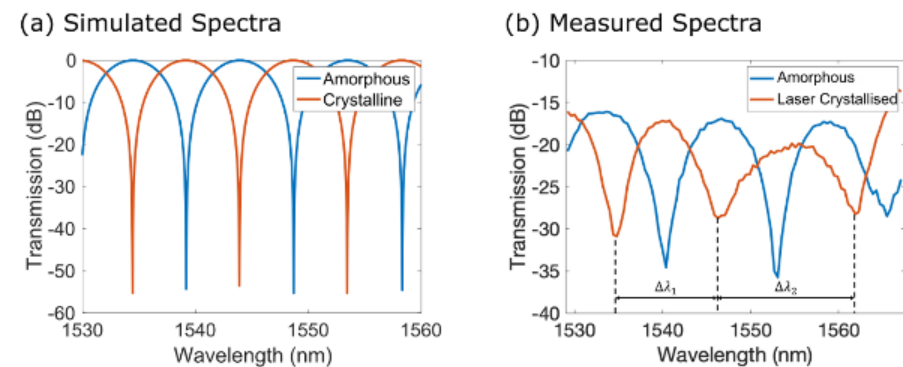 (a) Simulated Spectra
0
-10
-20
-30
-40
-50
-60
Transmission (dB)
Amorphous
Crystalline
1530
1540
1550
1560
Wavelength (nm)
(b) Measured Spectra
-10
-15
-20
-25
-30
-35
-40
Transmission (dB)
Amorphous
Laser Crystallised
Δλ₁
Δλ₂
1530
1540
1550
1560
Wavelength (nm)